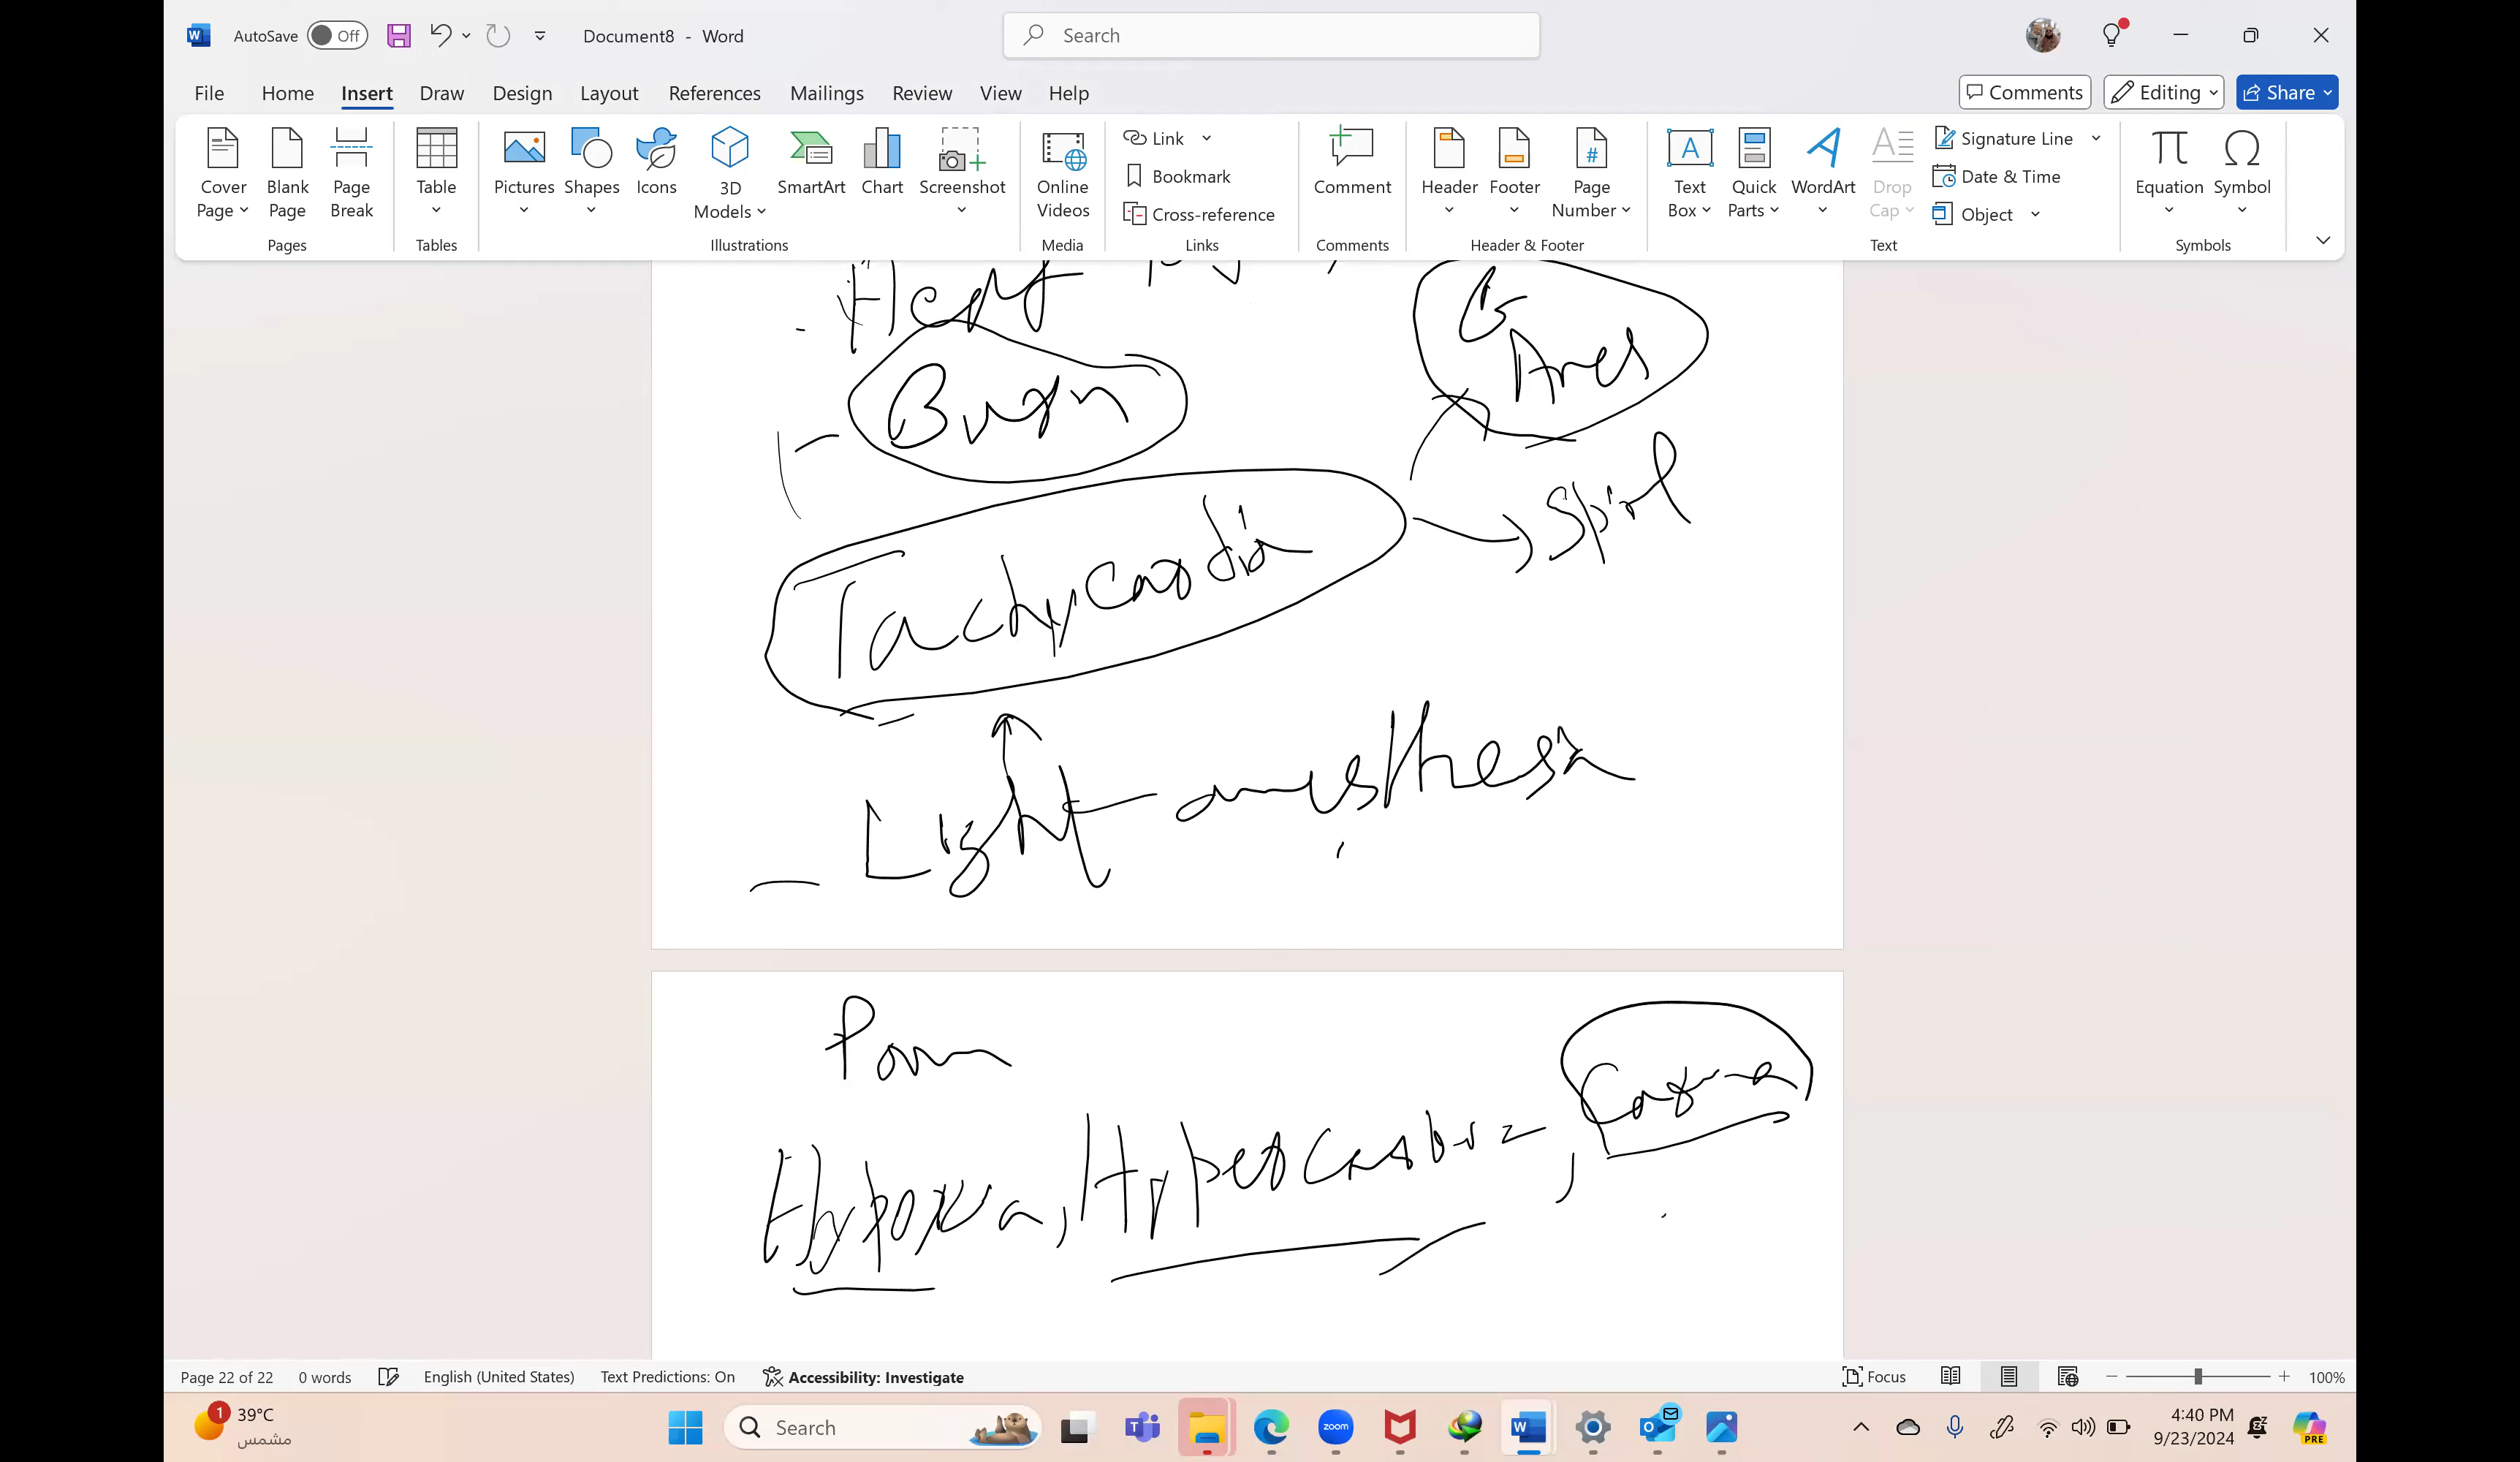 AutoSave Off Document8 - Word Search
File Home Insert Draw Design Layout References Mailings Review View Help Comments Editing Share
Cover Page Blank Page Page Break Table Pictures Shapes Icons 3D Models SmartArt Chart Screenshot Online Videos Link Bookmark Cross-reference Comment Header Footer Page Number Text Box Quick Parts WordArt Drop Cap Signature Line Date & Time Object Equation Symbol
Pages Tables Illustrations Media Links Comments Header & Footer Text Symbols
Burn
Tachycardia
- Light anesthesia
Pain
Hypoxia, Hypercarbia,
Page 22 of 22 0 words English (United States) Text Predictions: On Accessibility: Investigate Focus 100%
1 39°C Search zoom W PRE 4:40 PM
مشمس 9/23/2024